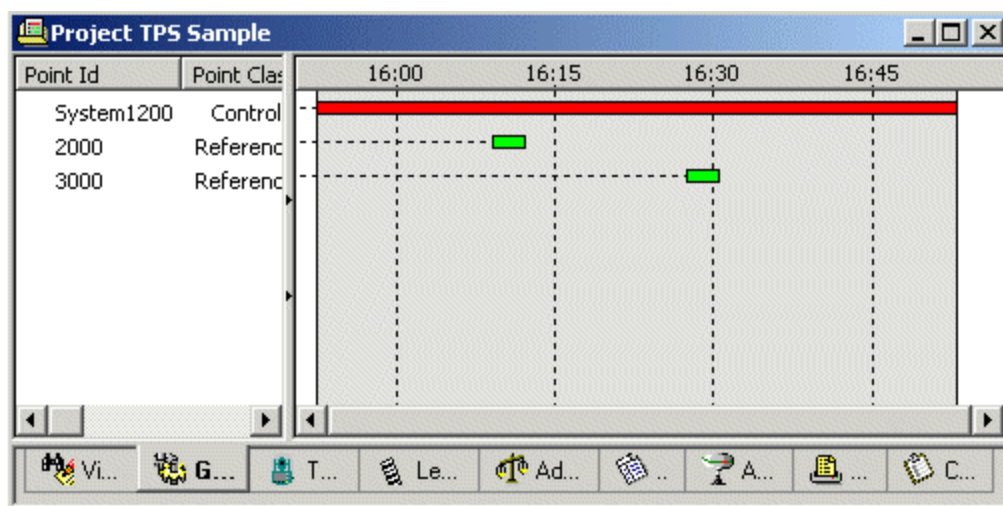 Project TPS Sample
Point Id Point Clas 16:00 16:15 16:30 16:45
System1200 Control
2000 Referenc
3000 Referenc
Vi... G... T... Le... Ad... .. A... ... C...